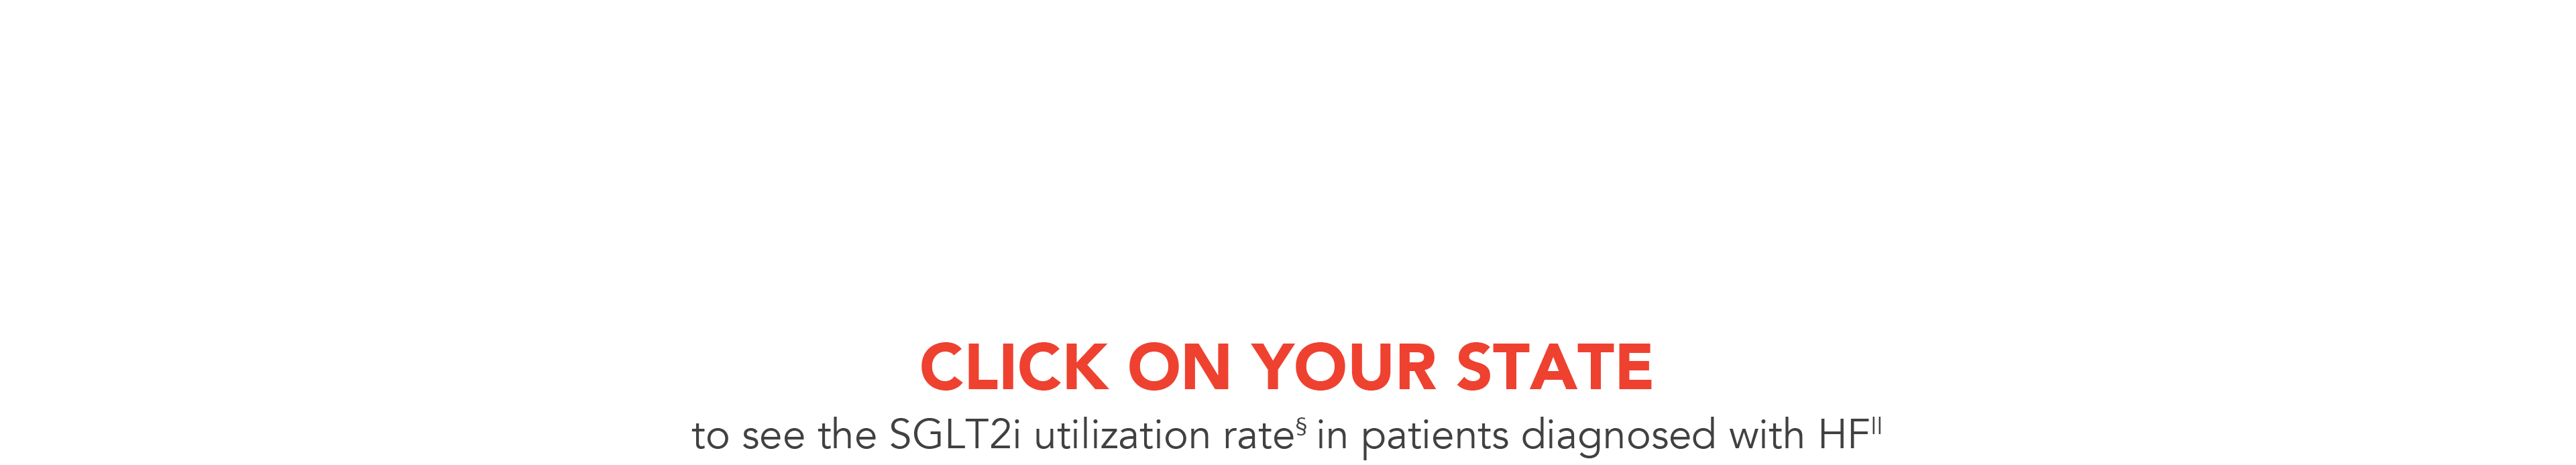 CLICK ON YOUR STATE
to see the SGLT2i utilization rate§ in patients diagnosed with HF||